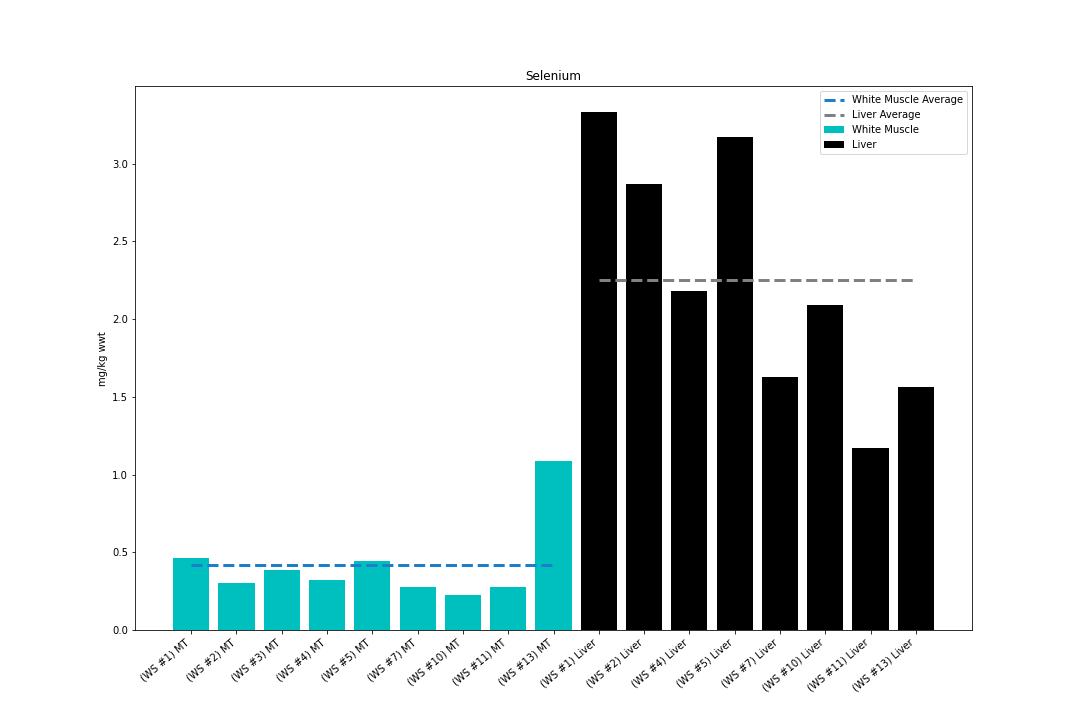 Selenium
White Muscle Average
Liver Average
White Muscle
Liver
mg/kg wwt
3.0
2.5
2.0
1.5
1.0
0.5
0.0
(WS #1) MT
(WS #2) MT
(WS #3) MT
(WS #4) MT
(WS #5) MT
(WS #7) MT
(WS #10) MT
(WS #11) MT
(WS #13) MT
(WS #1) Liver
(WS #2) Liver
(WS #4) Liver
(WS #5) Liver
(WS #7) Liver
(WS #10) Liver
(WS #11) Liver
(WS #13) Liver